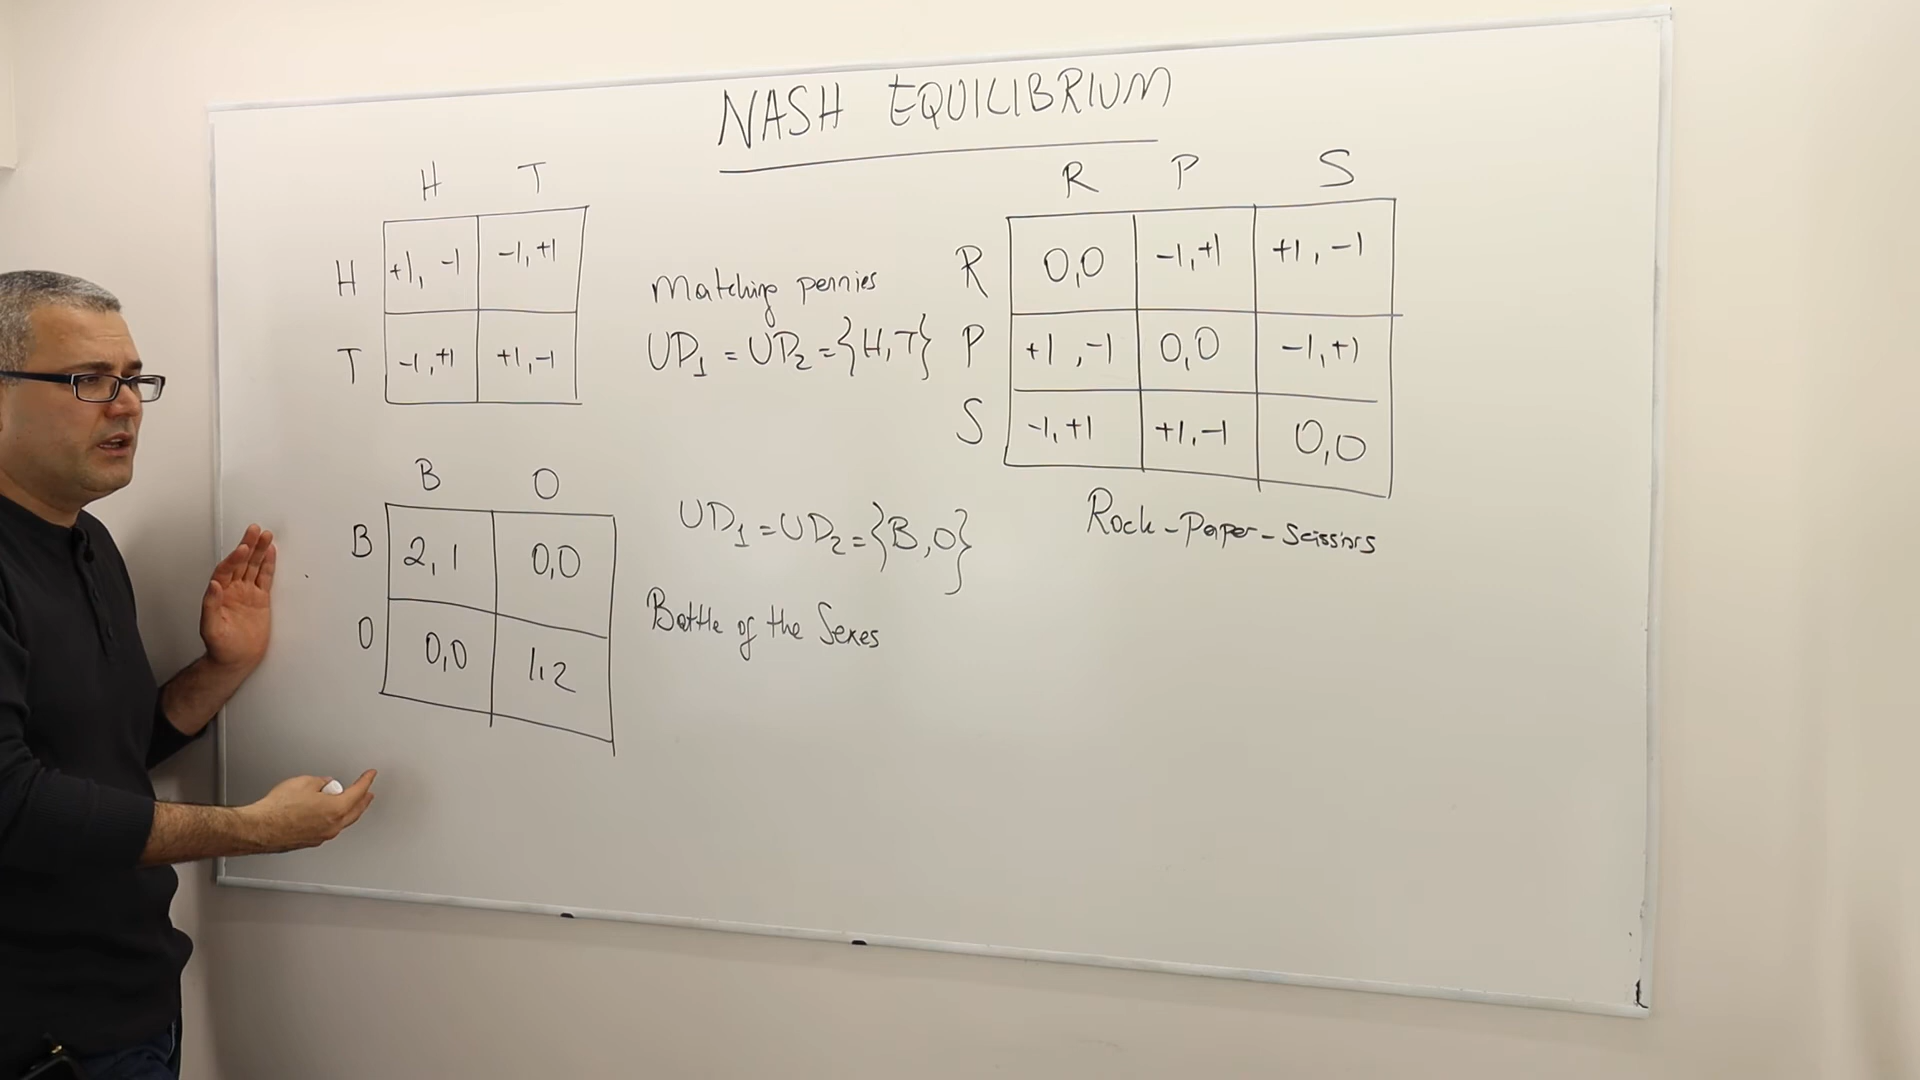 NASH EQUILIBRIUM
H T
H +1, -1 -1, +1
T -1, +1 +1, -1
Matching pennies
UD₁ = UD₂ = {H, T}
B O
B 2, 1 0,0
O 0,0 1, 2
UD₁ = UD₂ = {B, O}
Battle of the Sexes
R P S
R 0,0 -1, +1 +1, -1
P +1, -1 0,0 -1, +1
S -1, +1 +1, -1 0,0
Rock-Paper-Scissors